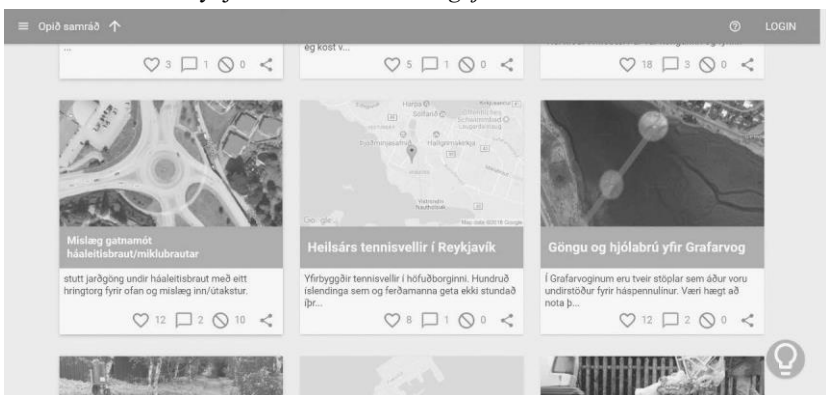 Opið samráð
LOGIN
...
3 1 0
ég kost v...
5 1 0
18 3 0
Mislæg gatnamót
háaleitisbraut/miklubrautar
stutt jarðgöng undir háaleitisbraut með eitt
hringtorg fyrir ofan og mislæg inn/útakstur.
12 2 10
Harpa
Hallgrímskirkja
Google
Map data ©2018 Google
Heilsárs tennisvellir í Reykjavík
Yfirbyggðir tennisvellir í höfuðborginni. Hundruð
íslendinga sem og ferðamanna geta ekki stundað
íþr...
8 1 0
Göngu og hjólabrú yfir Grafarvog
Í Grafarvoginum eru tveir stöplar sem áður voru
undirstöður fyrir háspennulínur. Væri hægt að
nota þ...
12 2 0